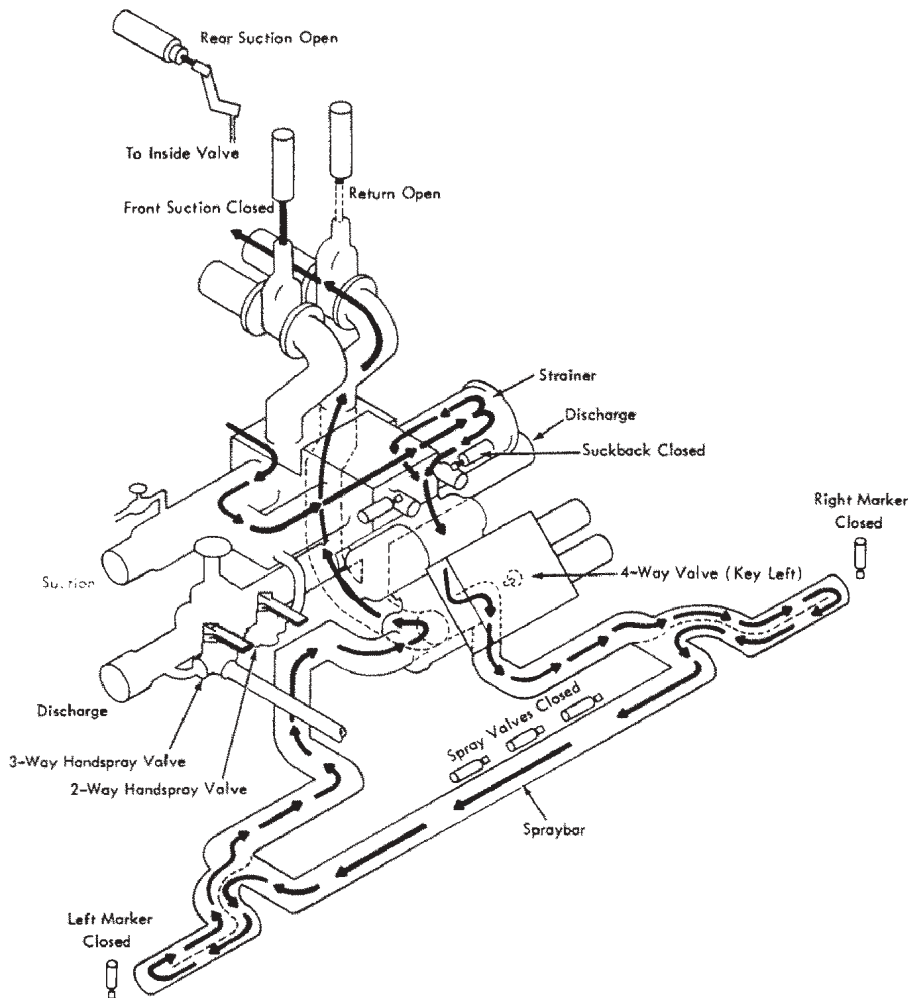 Rear Suction Open
To Inside Valve
Return Open
Front Suction Closed
Strainer
Discharge
Suckback Closed
Right Marker
Closed
4-Way Valve (Key Left)
Suction
Discharge
3-Way Handspray Valve
2-Way Handspray Valve
Spray Valves Closed
Spraybar
Left Marker
Closed